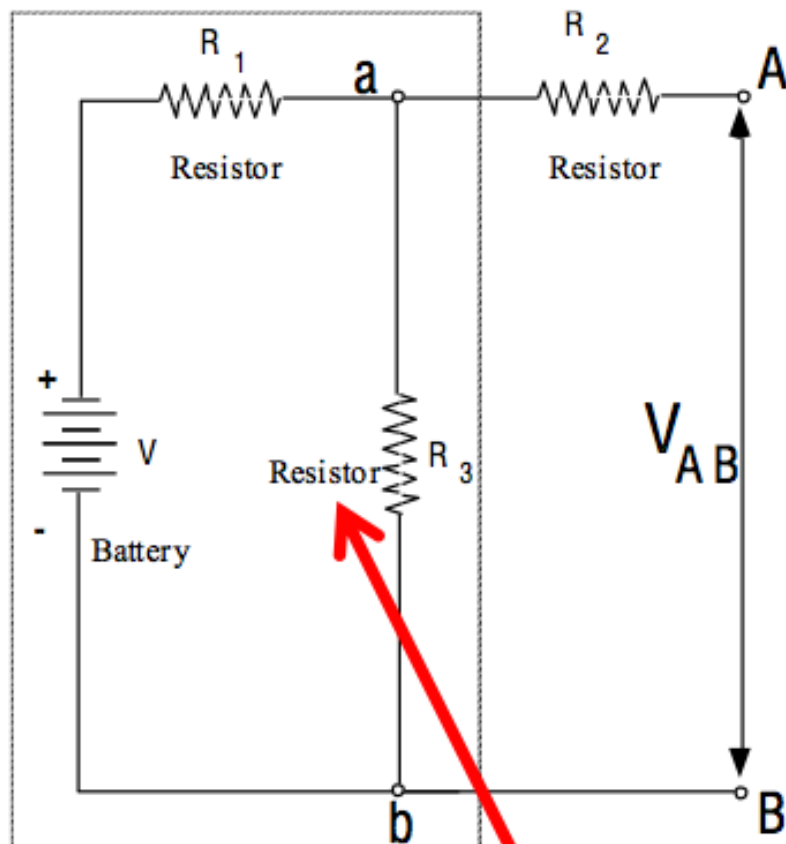 R 1
R 2
a
A
Resistor
Resistor
+
V
Resistor
R 3
V A B
-
Battery
b
B